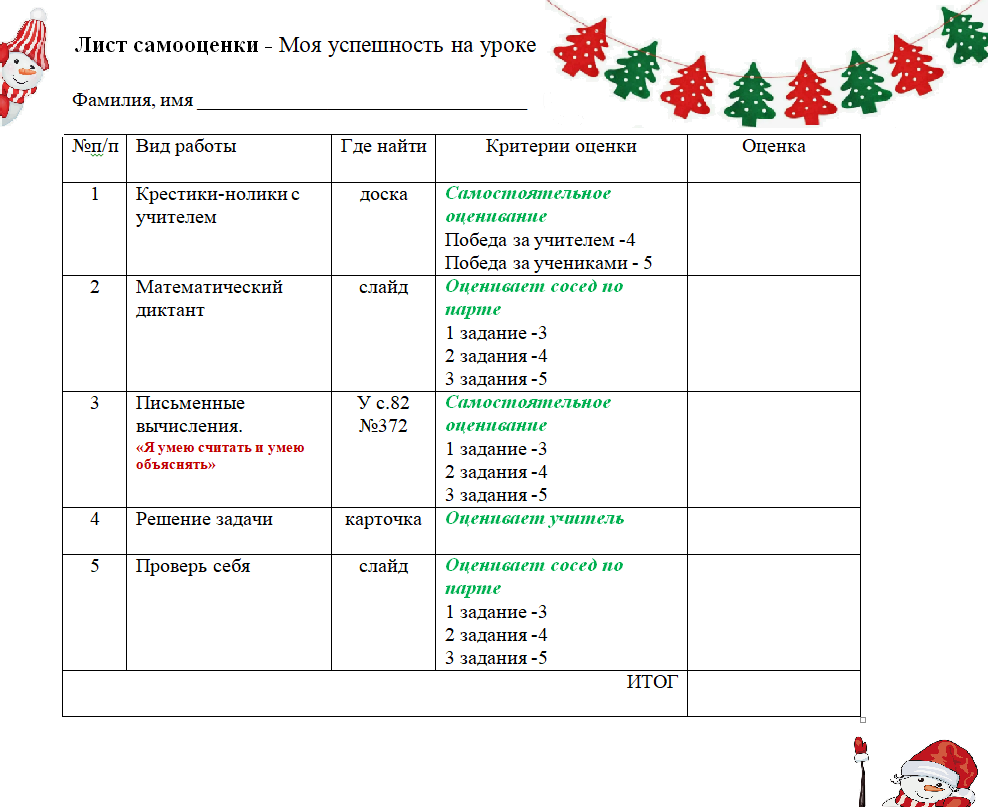 Лист самооценки - Моя успешность на уроке
Фамилия, имя _________________________________
№п/п Вид работы Где найти Критерии оценки Оценка
1 Крестики-нолики с учителем доска Самостоятельное
оценивание
Победа за учителем -4
Победа за учениками - 5
2 Математический диктант слайд Оценивает сосед по
парте
1 задание -3
2 задания -4
3 задания -5
3 Письменные вычисления. У с.82 №372 Самостоятельное
«Я умею считать и умею
объяснять»
оценивание
1 задание -3
2 задания -4
3 задания -5
4 Решение задачи карточка Оценивает учитель
5 Проверь себя слайд Оценивает сосед по
парте
1 задание -3
2 задания -4
3 задания -5
ИТОГ